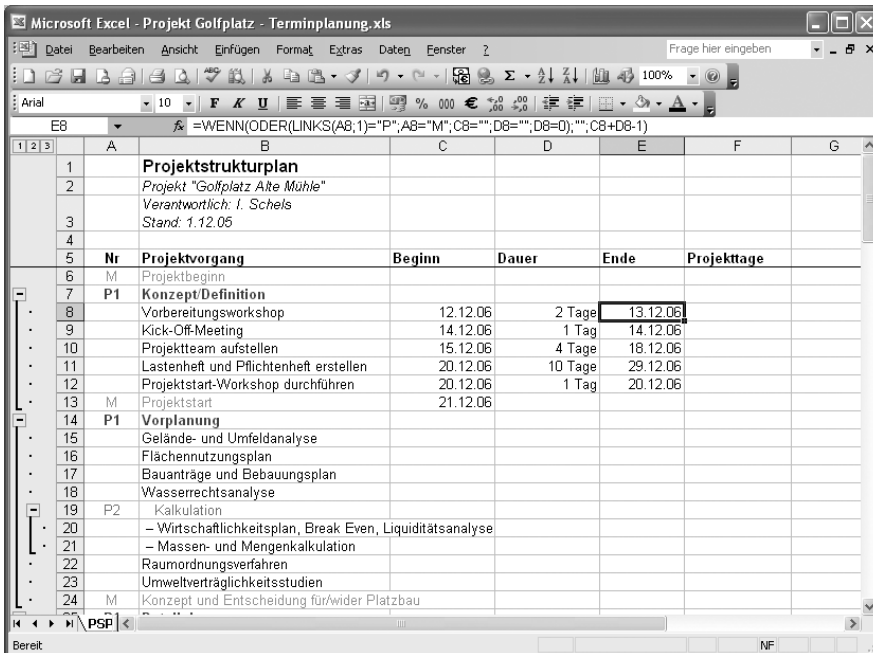 Microsoft Excel - Projekt Golfplatz - Terminplanung.xls
Datei Bearbeiten Ansicht Einfügen Format Extras Daten Fenster ? Frage hier eingeben
100%
Arial 10 F K U % 000 €
E8 fx =WENN(ODER(LINKS(A8;1)="P";A8="M";C8="";D8="";D8=0);"";C8+D8-1)
1 2 3 A B C D E F G
1 Projektstrukturplan
2 Projekt "Golfplatz Alte Mühle"
Verantwortlich: I. Schels
3 Stand: 1.12.05
4
5 Nr Projektvorgang Beginn Dauer Ende Projekttage
6 M Projektbeginn
7 P1 Konzept/Definition
8 Vorbereitungsworkshop 12.12.06 2 Tage 13.12.06
9 Kick-Off-Meeting 14.12.06 1 Tag 14.12.06
10 Projektteam aufstellen 15.12.06 4 Tage 18.12.06
11 Lastenheft und Pflichtenheft erstellen 20.12.06 10 Tage 29.12.06
12 Projektstart-Workshop durchführen 20.12.06 1 Tag 20.12.06
13 M Projektstart 21.12.06
14 P1 Vorplanung
15 Gelände- und Umfeldanalyse
16 Flächennutzungsplan
17 Bauanträge und Bebauungsplan
18 Wasserrechtsanalyse
19 P2 Kalkulation
20 – Wirtschaftlichkeitsplan, Break Even, Liquiditätsanalyse
21 – Massen- und Mengenkalkulation
22 Raumordnungsverfahren
23 Umweltverträglichkeitsstudien
24 M Konzept und Entscheidung für/wider Platzbau
PSP
Bereit NF